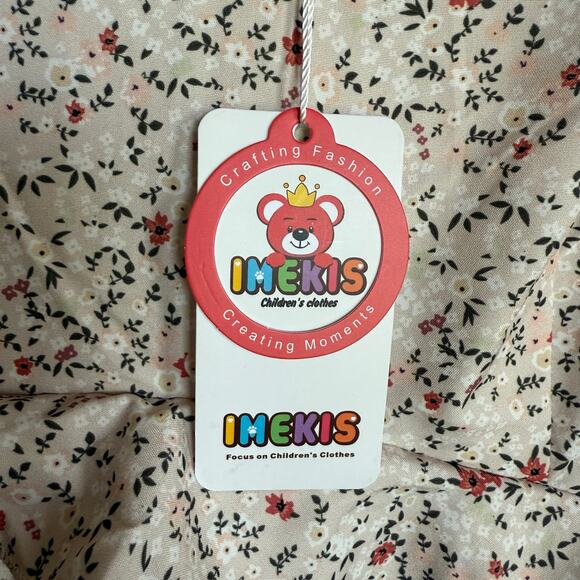 Crafting Fashion
IMEKIS
Children's clothes
Creating Moments
IMEKIS
Focus on Children's Clothes